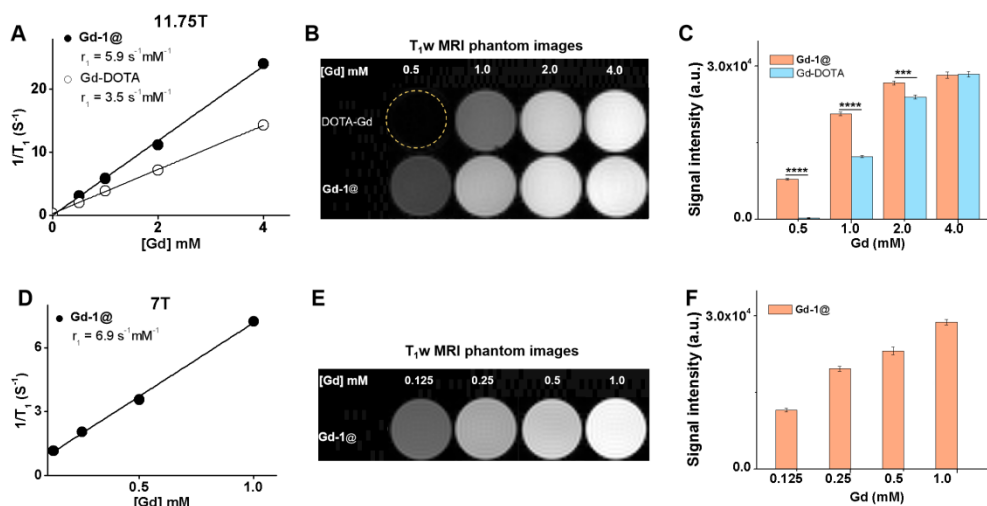 A
11.75T
Gd-1@
r₁ = 5.9 s⁻¹mM⁻¹
Gd-DOTA
r₁ = 3.5 s⁻¹mM⁻¹
1/T₁ (S⁻¹)
20
10
0
0
2
4
[Gd] mM
B
T₁w MRI phantom images
[Gd] mM 0.5 1.0 2.0 4.0
DOTA-Gd
Gd-1@
C
Gd-1@
Gd-DOTA
Signal intensity (a.u.)
3.0x10⁴
0.0
****
****
***
0.5 1.0 2.0 4.0
Gd (mM)
D
7T
Gd-1@
r₁ = 6.9 s⁻¹mM⁻¹
1/T₁ (S⁻¹)
6
3
0
0.5 1.0
[Gd] mM
E
T₁w MRI phantom images
[Gd] mM 0.125 0.25 0.5 1.0
Gd-1@
F
Gd-1@
Signal intensity (a.u.)
3.0x10⁴
0.0
0.125 0.25 0.5 1.0
Gd (mM)